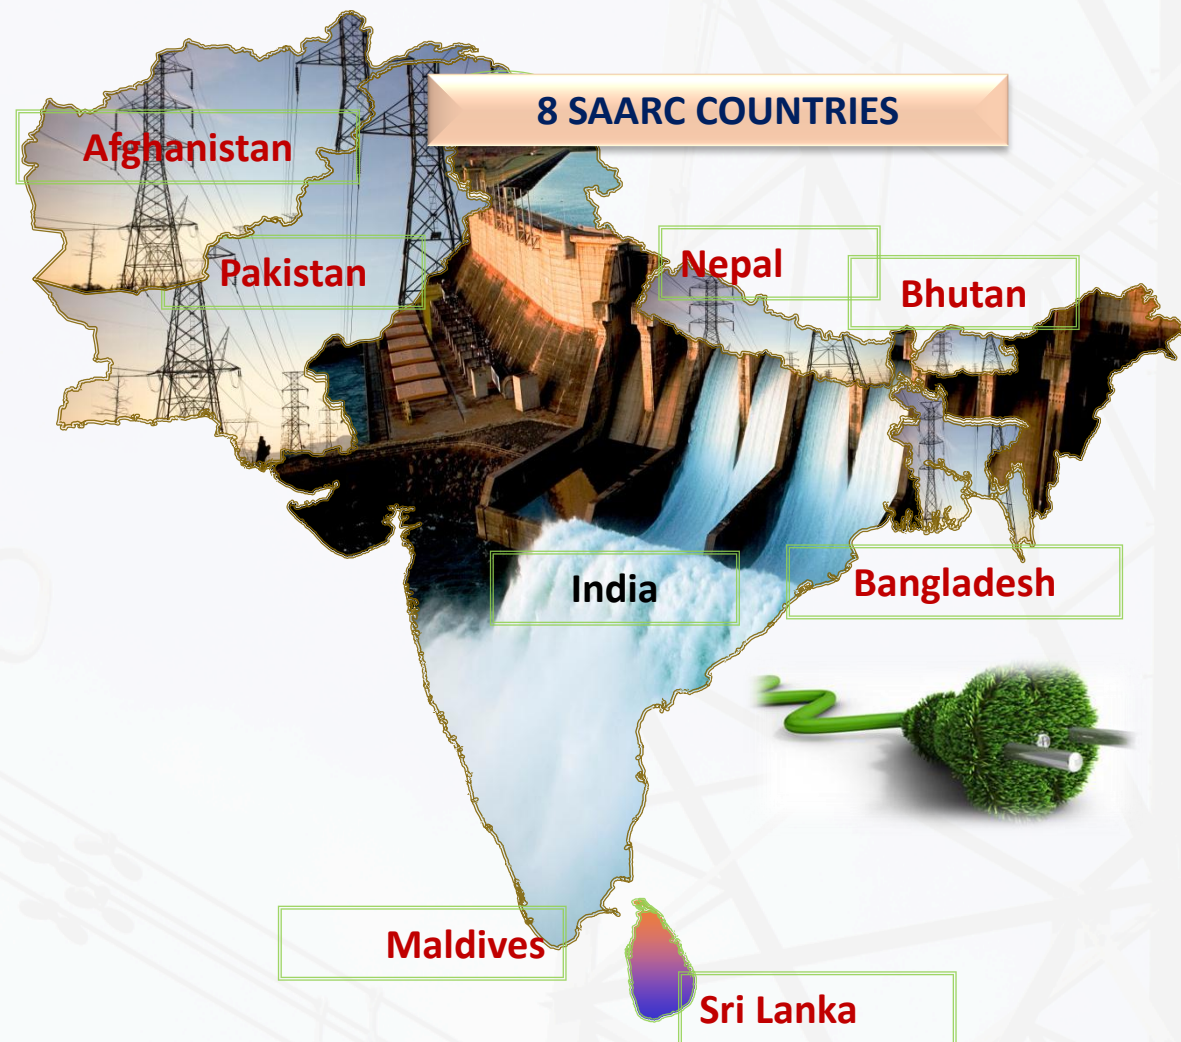 8 SAARC COUNTRIES
Afghanistan
Pakistan
Nepal
Bhutan
India
Bangladesh
Maldives
Sri Lanka